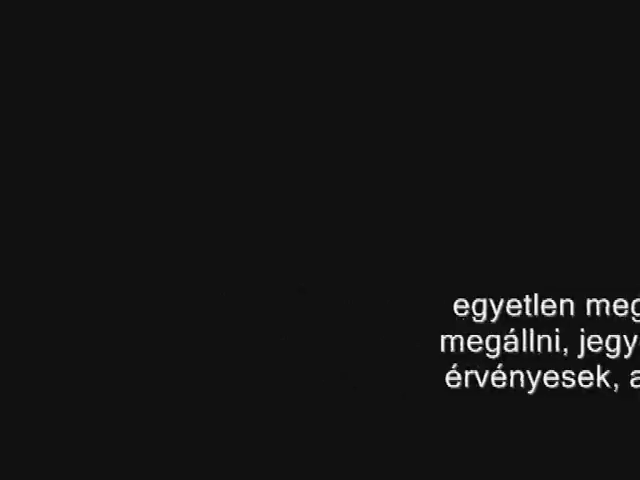 egyetlen meg
megállni, jegy
érvényesek, a